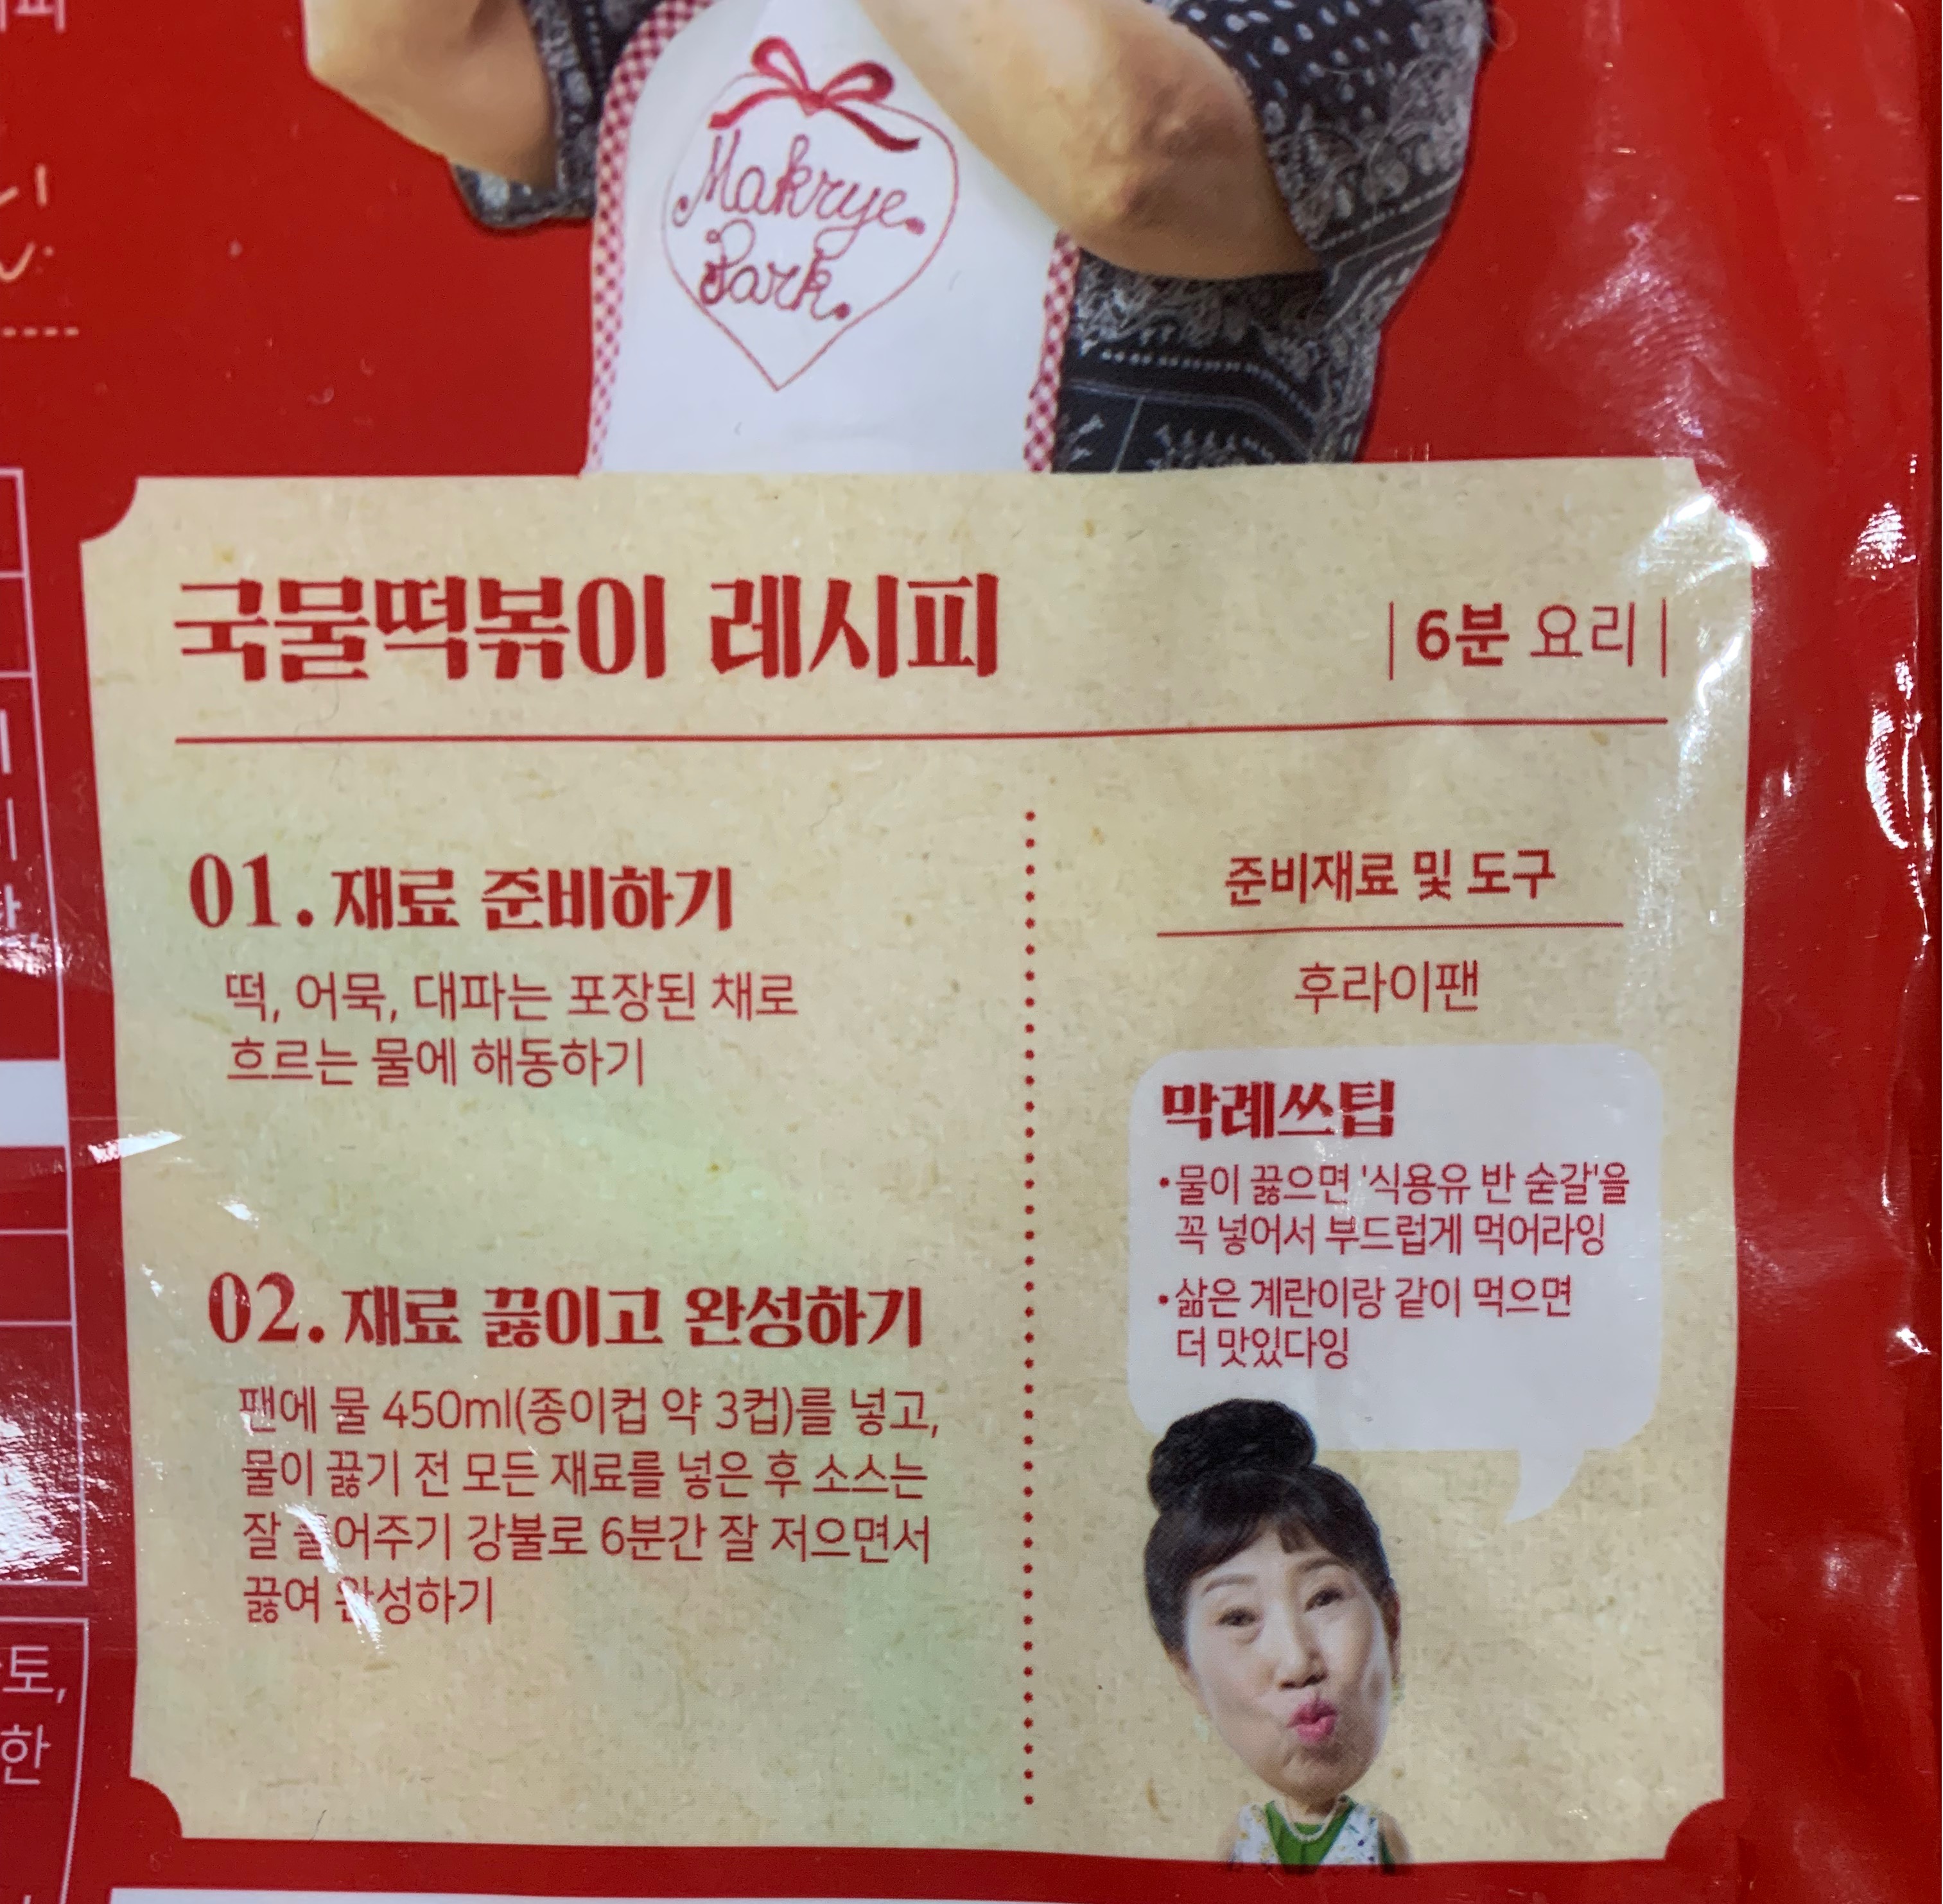 Makrye
Park.
국물떡볶이 레시피
|6분 요리|
01. 재료 준비하기
떡, 어묵, 대파는 포장된 채로
흐르는 물에 해동하기
02. 재료 끓이고 완성하기
팬에 물 450ml(종이컵 약 3컵)를 넣고,
물이 끓기 전 모든 재료를 넣은 후 소스는
잘 풀어주기 강불로 6분간 잘 저으면서
끓여 완성하기
준비재료 및 도구
후라이팬
막례쓰팁
•물이 끓으면 '식용유 반 숟갈'을
꼭 넣어서 부드럽게 먹어라잉
•삶은 계란이랑 같이 먹으면
더 맛있다잉
토,
한